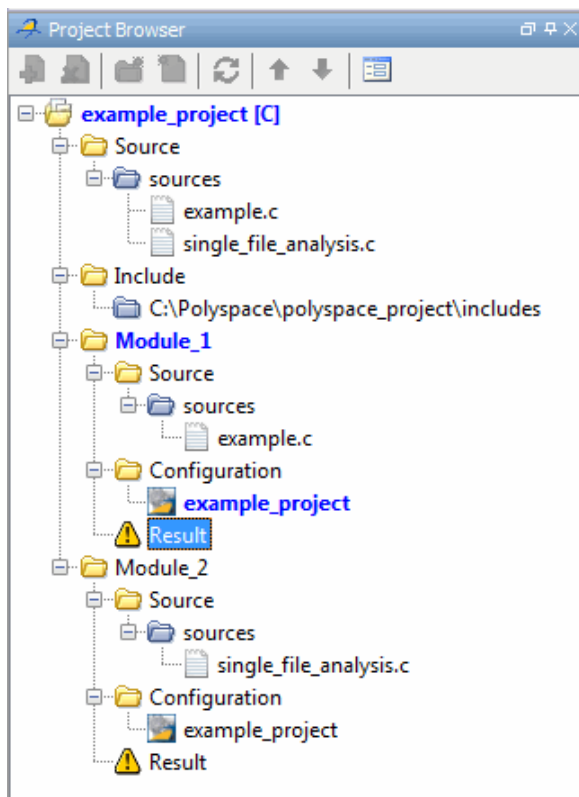 Project Browser
example_project [C]
Source
sources
example.c
single_file_analysis.c
Include
C:\Polyspace\polyspace_project\includes
Module_1
Source
sources
example.c
Configuration
example_project
Result
Module_2
Source
sources
single_file_analysis.c
Configuration
example_project
Result